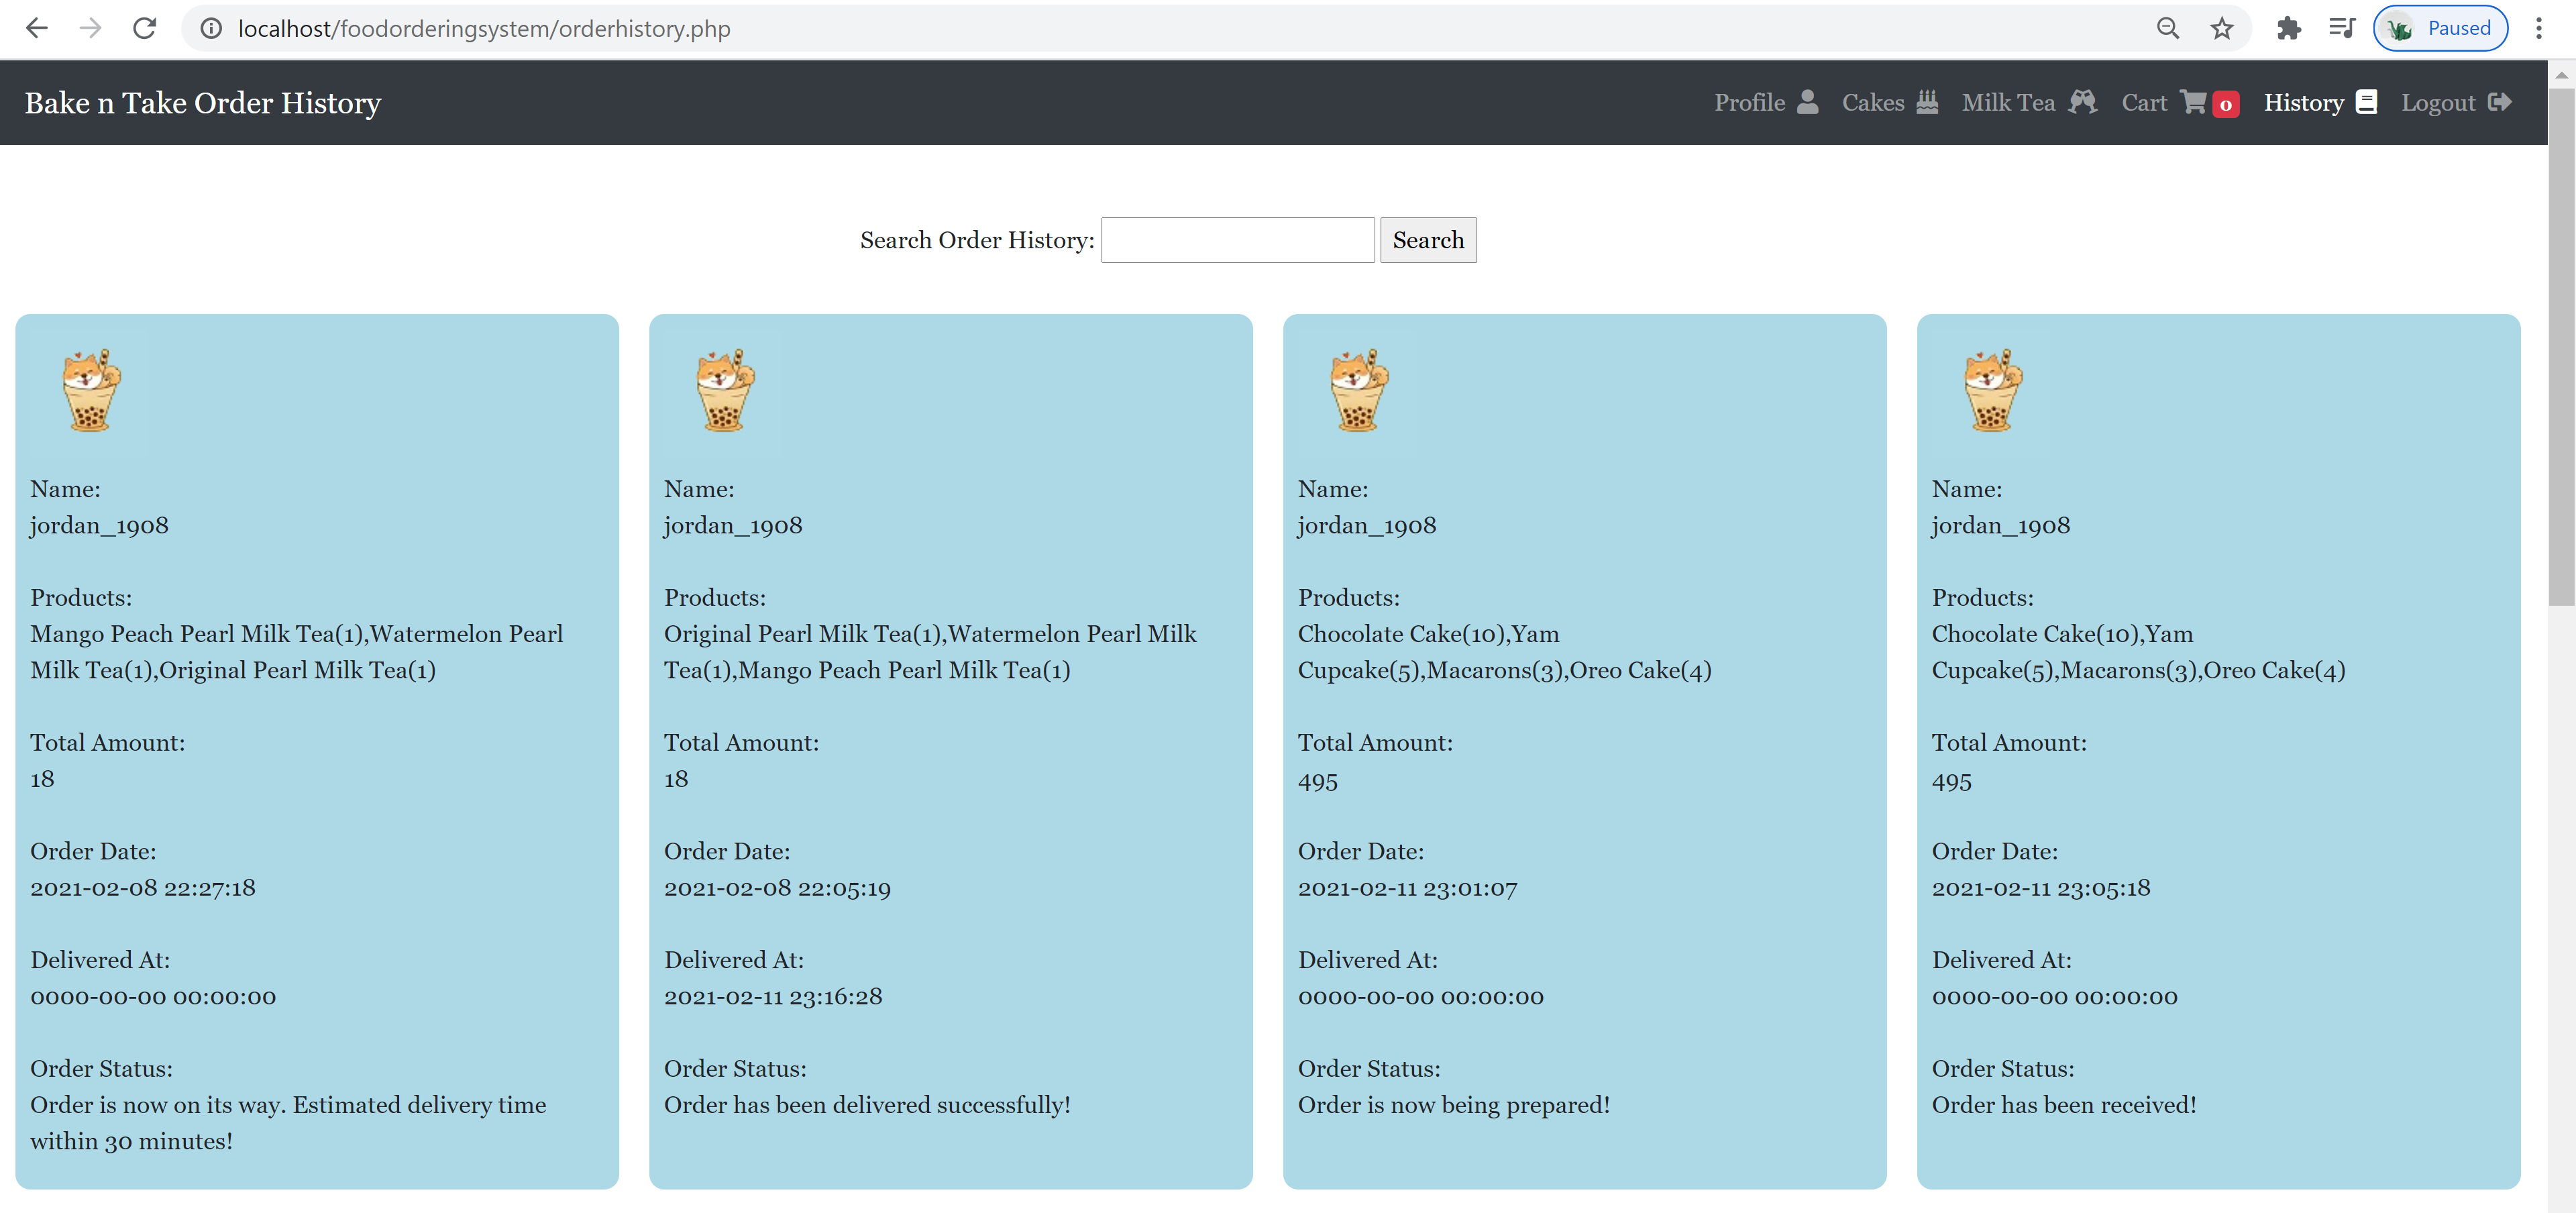 localhost/foodorderingsystem/orderhistory.php
Paused
Bake n Take Order History
Profile
Cakes
Milk Tea
Cart
0
History
Logout
Search Order History:
Search
Name:
jordan_1908
Products:
Mango Peach Pearl Milk Tea(1),Watermelon Pearl
Milk Tea(1),Original Pearl Milk Tea(1)
Total Amount:
18
Order Date:
2021-02-08 22:27:18
Delivered At:
0000-00-00 00:00:00
Order Status:
Order is now on its way. Estimated delivery time
within 30 minutes!
Name:
jordan_1908
Products:
Original Pearl Milk Tea(1),Watermelon Pearl Milk
Tea(1),Mango Peach Pearl Milk Tea(1)
Total Amount:
18
Order Date:
2021-02-08 22:05:19
Delivered At:
2021-02-11 23:16:28
Order Status:
Order has been delivered successfully!
Name:
jordan_1908
Products:
Chocolate Cake(10),Yam
Cupcake(5),Macarons(3),Oreo Cake(4)
Total Amount:
495
Order Date:
2021-02-11 23:01:07
Delivered At:
0000-00-00 00:00:00
Order Status:
Order is now being prepared!
Name:
jordan_1908
Products:
Chocolate Cake(10),Yam
Cupcake(5),Macarons(3),Oreo Cake(4)
Total Amount:
495
Order Date:
2021-02-11 23:05:18
Delivered At:
0000-00-00 00:00:00
Order Status:
Order has been received!